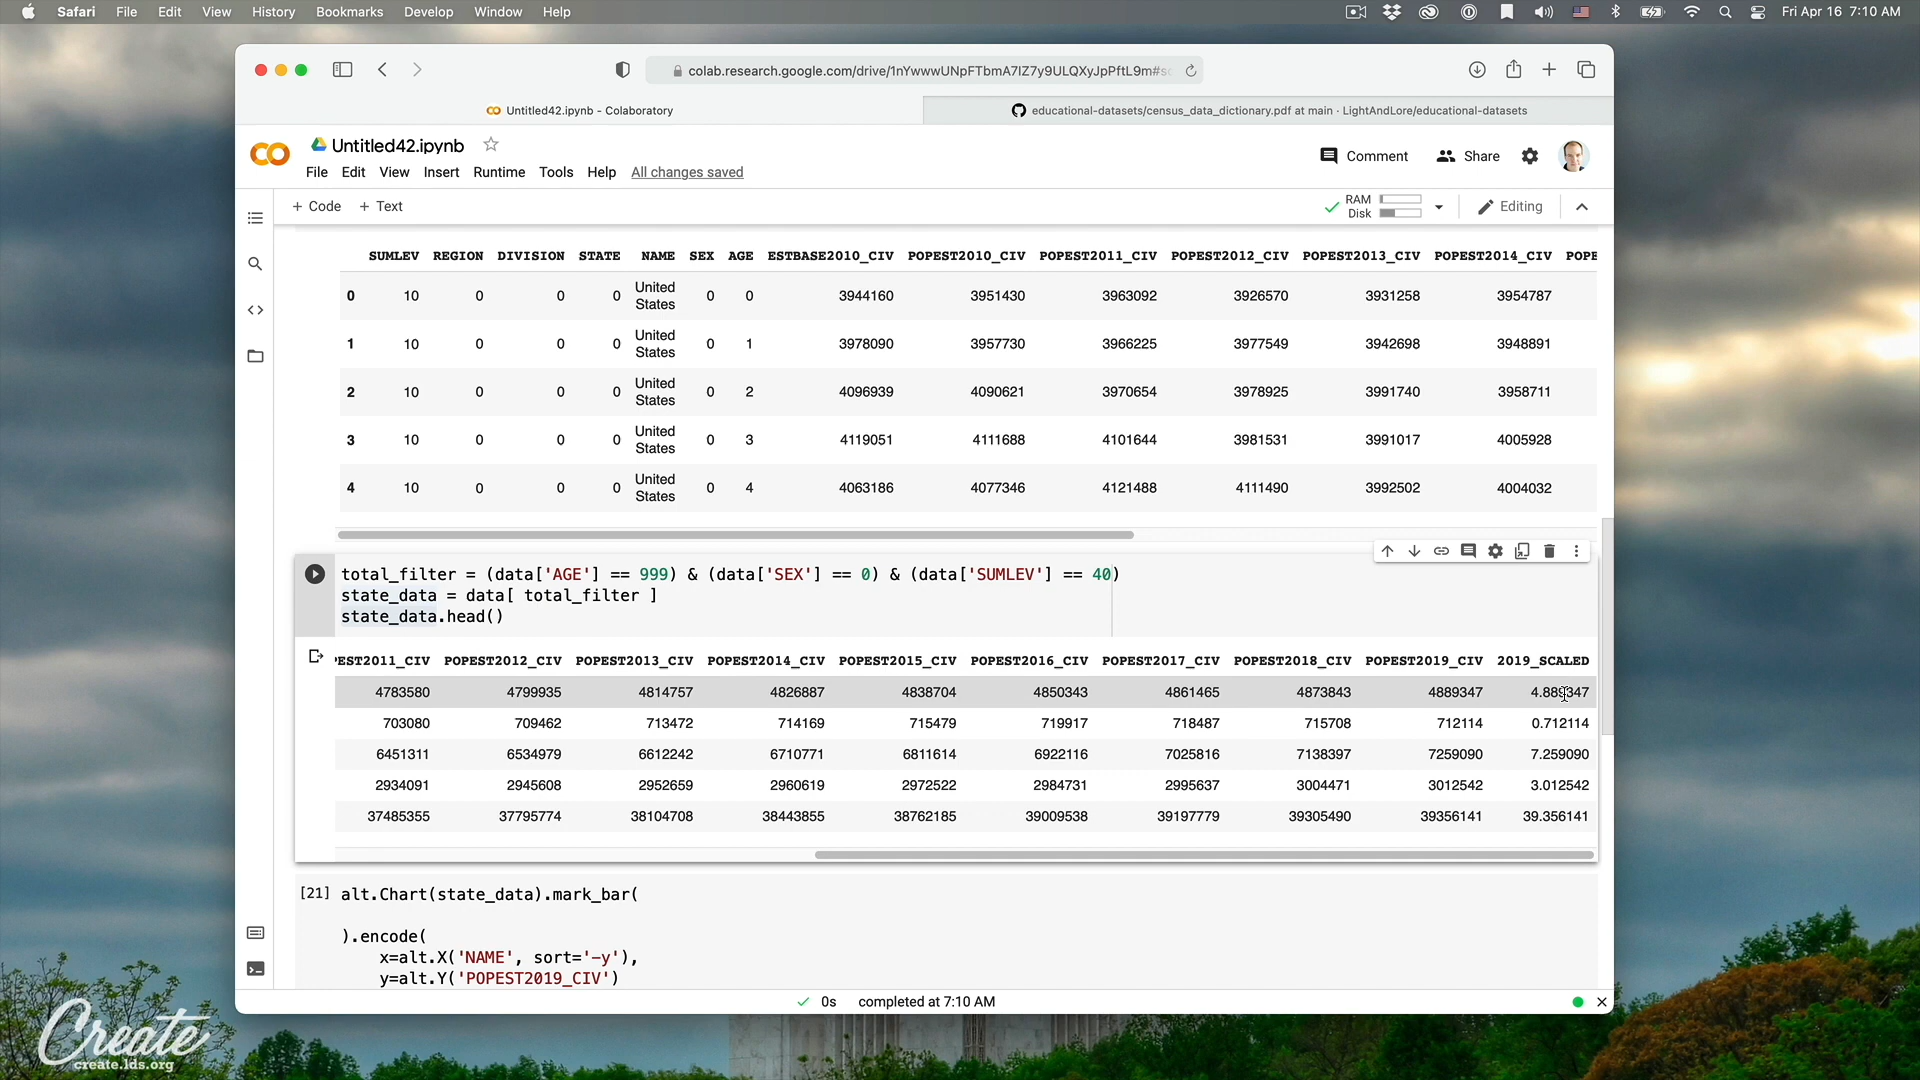 Safari File Edit View History Bookmarks Develop Window Help Fri Apr 16 7:10 AM
colab.research.google.com/drive/1nYwwwUNpFTbmA7IZ7y9ULQXyJpPftL9m#sc
Untitled42.ipynb - Colaboratory
educational-datasets/census_data_dictionary.pdf at main · LightAndLore/educational-datasets
Untitled42.ipynb
Comment Share
File Edit View Insert Runtime Tools Help All changes saved
+ Code + Text
RAM
Disk
Editing
SUMLEV REGION DIVISION STATE NAME SEX AGE ESTBASE2010_CIV POPEST2010_CIV POPEST2011_CIV POPEST2012_CIV POPEST2013_CIV POPEST2014_CIV POPE
0 10 0 0 0 United States 0 0 3944160 3951430 3963092 3926570 3931258 3954787
1 10 0 0 0 United States 0 1 3978090 3957730 3966225 3977549 3942698 3948891
2 10 0 0 0 United States 0 2 4096939 4090621 3970654 3978925 3991740 3958711
3 10 0 0 0 United States 0 3 4119051 4111688 4101644 3981531 3991017 4005928
4 10 0 0 0 United States 0 4 4063186 4077346 4121488 4111490 3992502 4004032
total_filter = (data['AGE'] == 999) & (data['SEX'] == 0) & (data['SUMLEV'] == 40)
state_data = data[ total_filter ]
state_data.head()
PEST2011_CIV POPEST2012_CIV POPEST2013_CIV POPEST2014_CIV POPEST2015_CIV POPEST2016_CIV POPEST2017_CIV POPEST2018_CIV POPEST2019_CIV 2019_SCALED
4783580 4799935 4814757 4826887 4838704 4850343 4861465 4873843 4889347 4.889347
703080 709462 713472 714169 715479 719917 718487 715708 712114 0.712114
6451311 6534979 6612242 6710771 6811614 6922116 7025816 7138397 7259090 7.259090
2934091 2945608 2952659 2960619 2972522 2984731 2995637 3004471 3012542 3.012542
37485355 37795774 38104708 38443855 38762185 39009538 39197779 39305490 39356141 39.356141
[21] alt.Chart(state_data).mark_bar(
).encode(
x=alt.X('NAME', sort='-y'),
y=alt.Y('POPEST2019_CIV')
0s completed at 7:10 AM
Create
create.lds.org